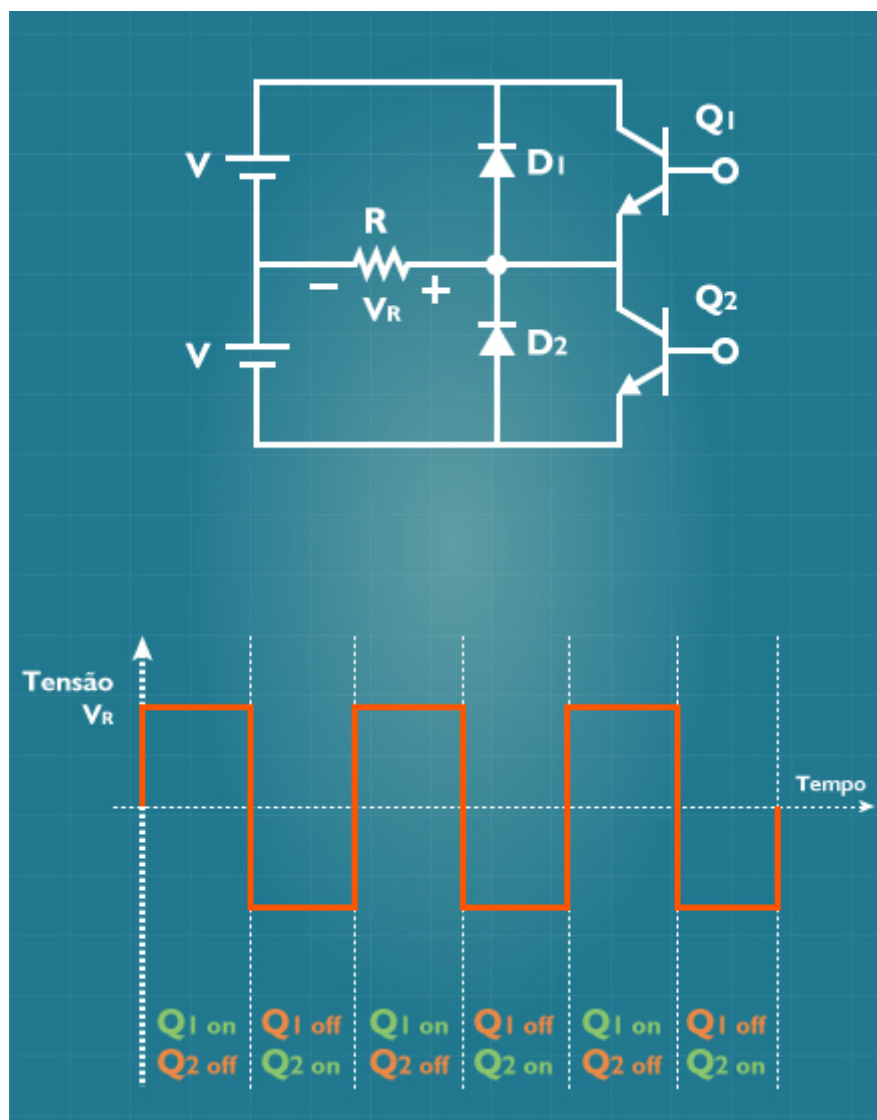 Q1
V
D1
R
− +
VR
Q2
V
D2
Tensão
VR
Tempo
Q1 on Q1 off Q1 on Q1 off Q1 on Q1 off
Q2 off Q2 on Q2 off Q2 on Q2 off Q2 on